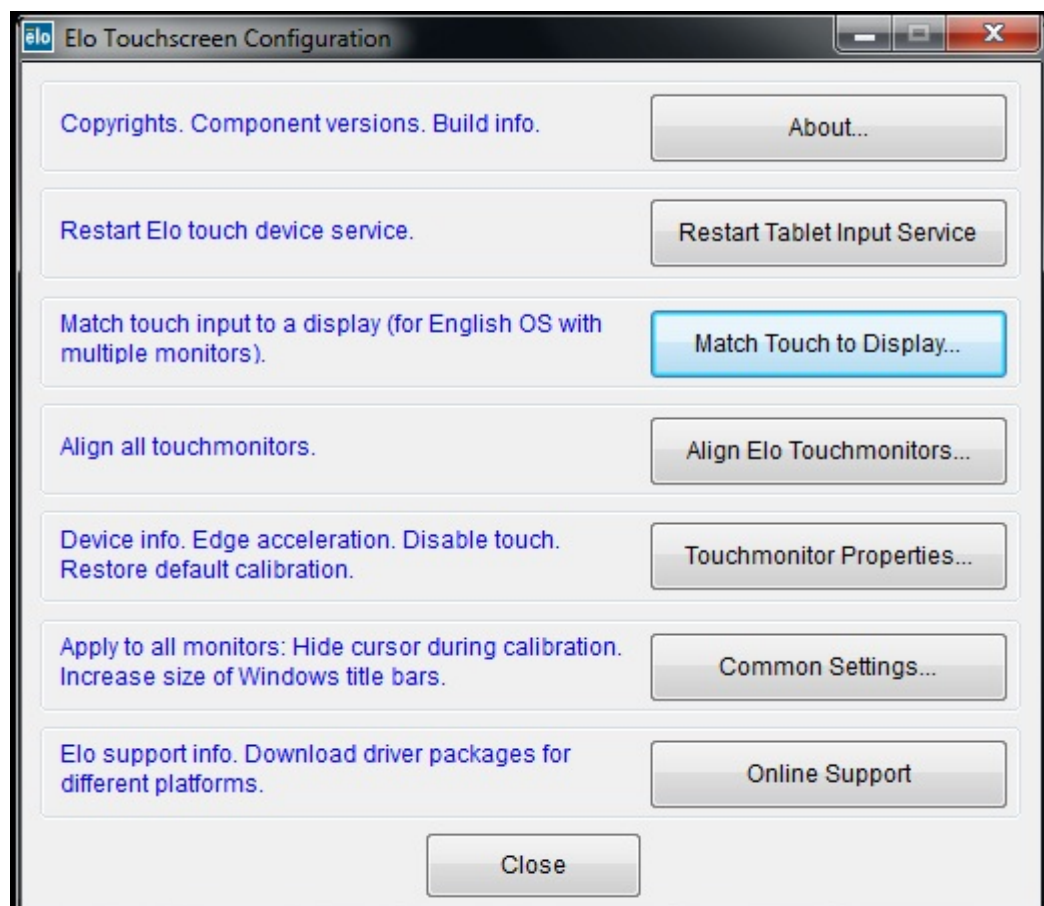 elo Elo Touchscreen Configuration
Copyrights. Component versions. Build info.
About...
Restart Elo touch device service.
Restart Tablet Input Service
Match touch input to a display (for English OS with
multiple monitors).
Match Touch to Display...
Align all touchmonitors.
Align Elo Touchmonitors...
Device info. Edge acceleration. Disable touch.
Restore default calibration.
Touchmonitor Properties...
Apply to all monitors: Hide cursor during calibration.
Increase size of Windows title bars.
Common Settings...
Elo support info. Download driver packages for
different platforms.
Online Support
Close